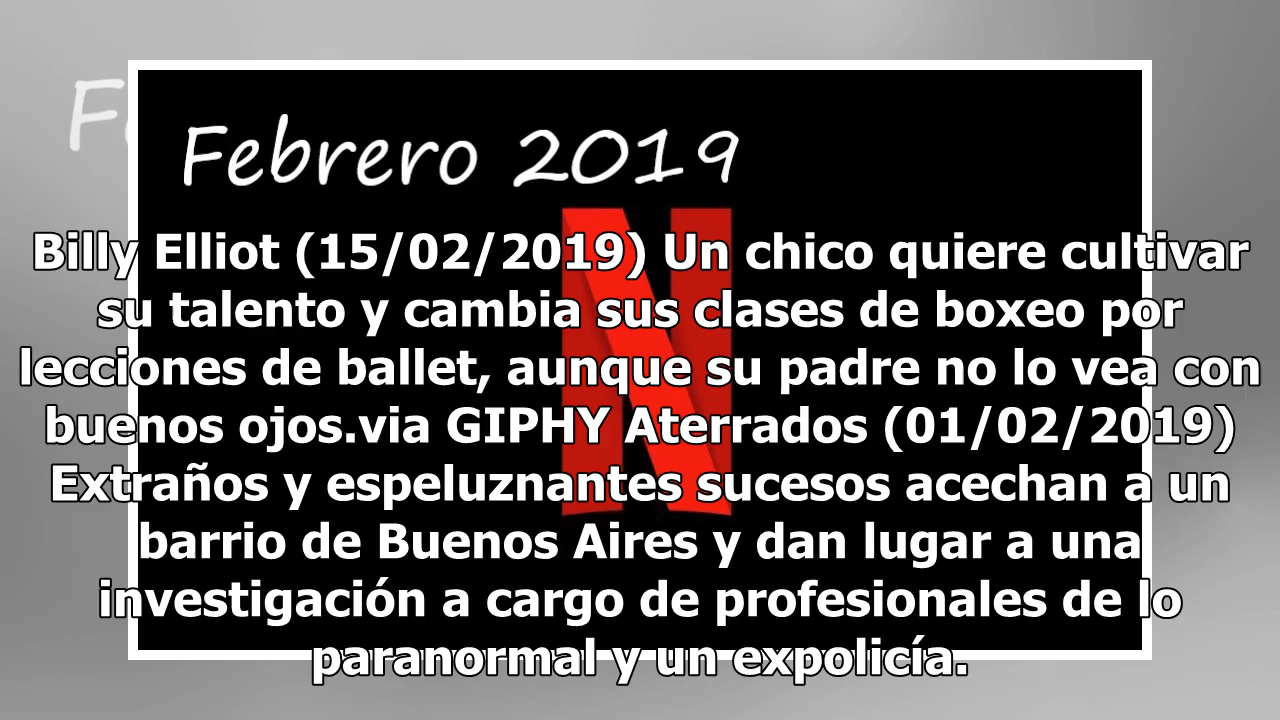 Febrero 2019
Billy Elliot (15/02/2019) Un chico quiere cultivar
su talento y cambia sus clases de boxeo por
lecciones de ballet, aunque su padre no lo vea con
buenos ojos.via GIPHY Aterrados (01/02/2019)
Extraños y espeluznantes sucesos acechan a un
barrio de Buenos Aires y dan lugar a una
investigación a cargo de profesionales de lo
paranormal y un expolicía.